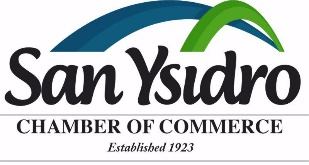 San Ysidro
CHAMBER OF COMMERCE
Established 1923